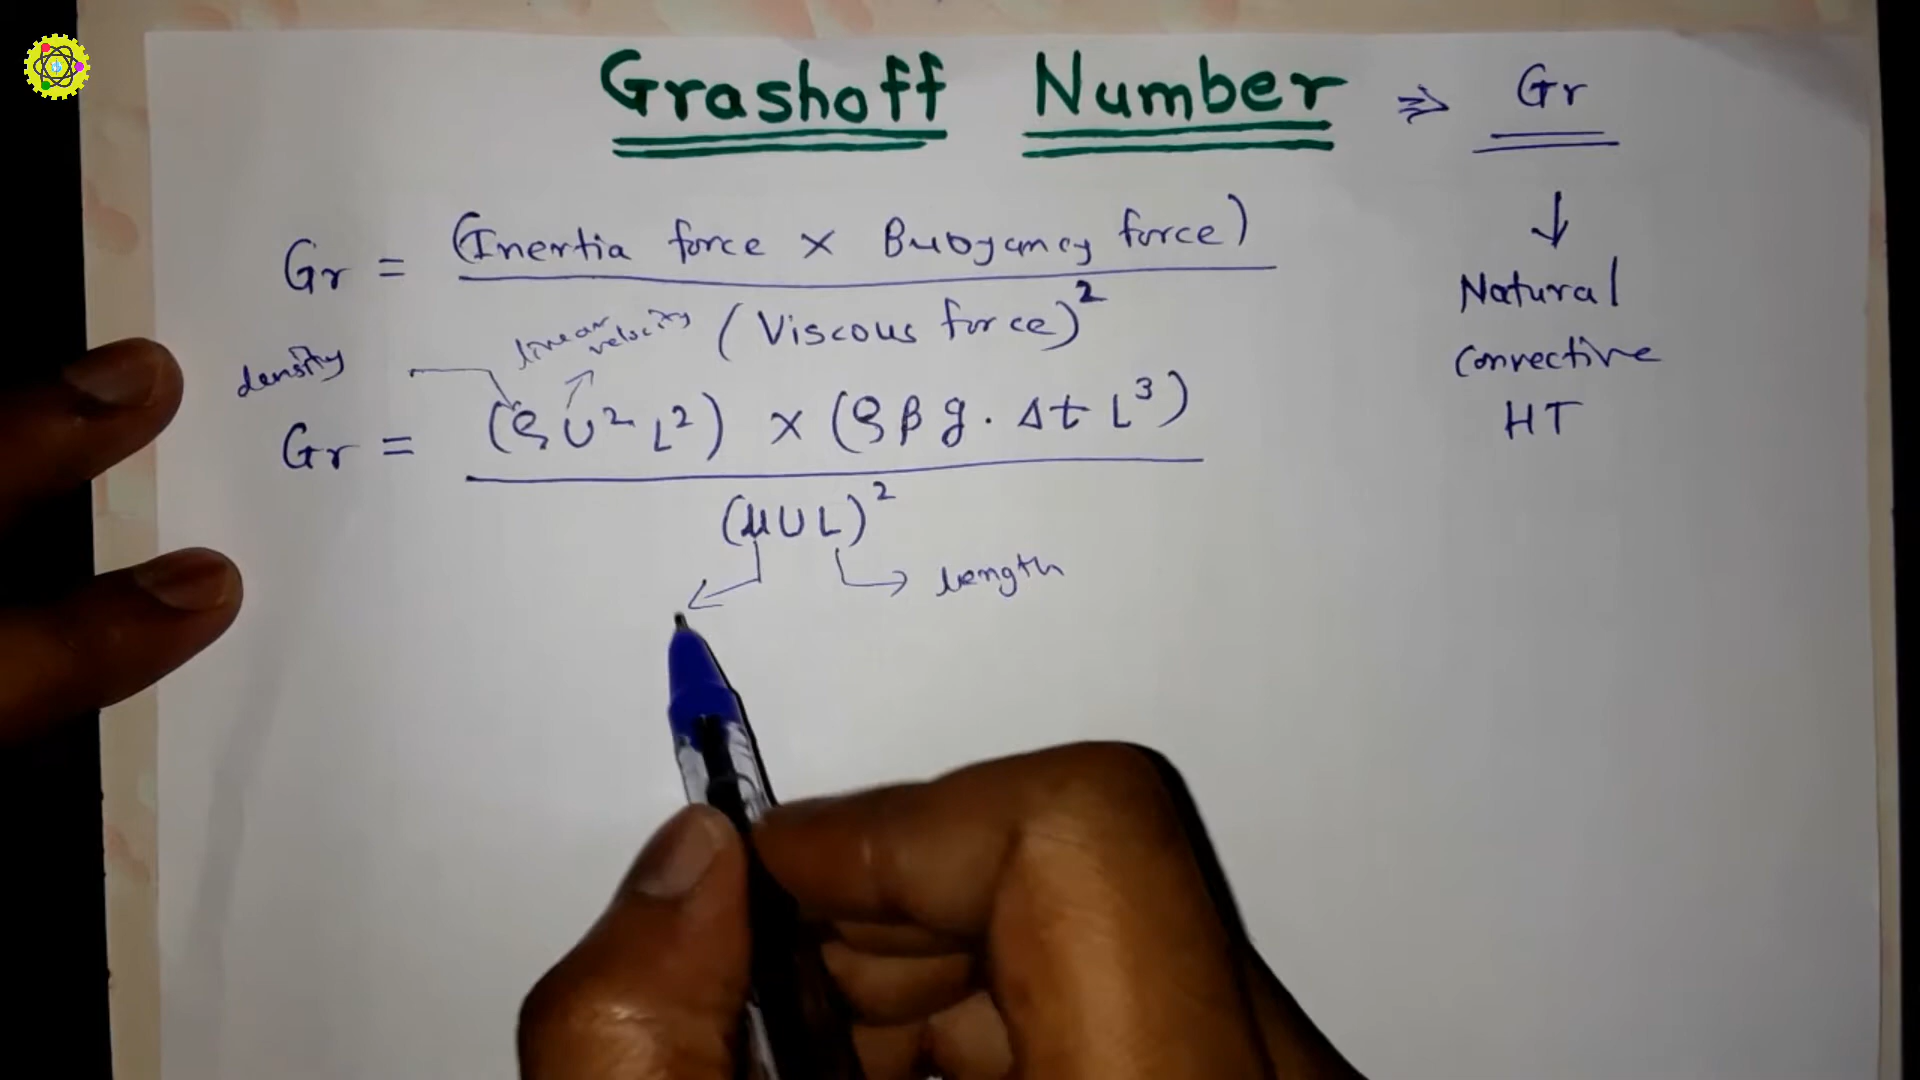 Grashoff Number ⇒ Gr
↓
Natural
Convective
HT
Gr = (Inertia force × Buoyancy force)
(Viscous force)²
density
linear velocity
Gr = (ρU²L²) × (ρβg·Δt L³)
(μUL)²
length